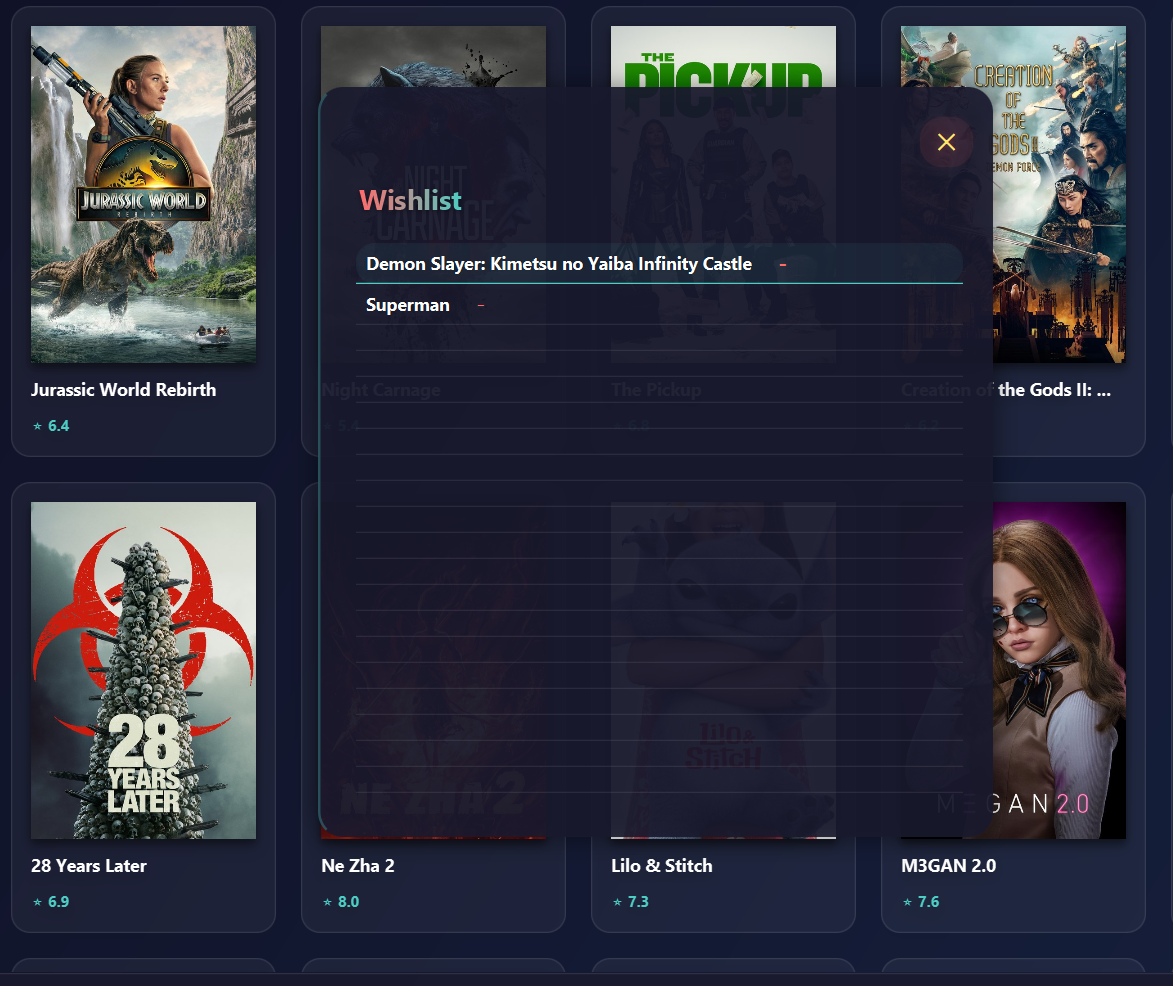 JURASSIC WORLD
REBIRTH
THE
PICKUP
CREATION
OF
THE
GODS II
DEMON FORCE
NIGHT
CARNAGE
Wishlist
Demon Slayer: Kimetsu no Yaiba Infinity Castle -
Superman -
Jurassic World Rebirth
Night Carnage
The Pickup
Creation of the Gods II: ...
★ 6.4
★ 5.4
★ 6.8
28
YEARS
LATER
NE ZHA 2
Lilo &
Stitch
M3GAN 2.0
28 Years Later
Ne Zha 2
Lilo & Stitch
M3GAN 2.0
★ 6.9
★ 8.0
★ 7.3
★ 7.6